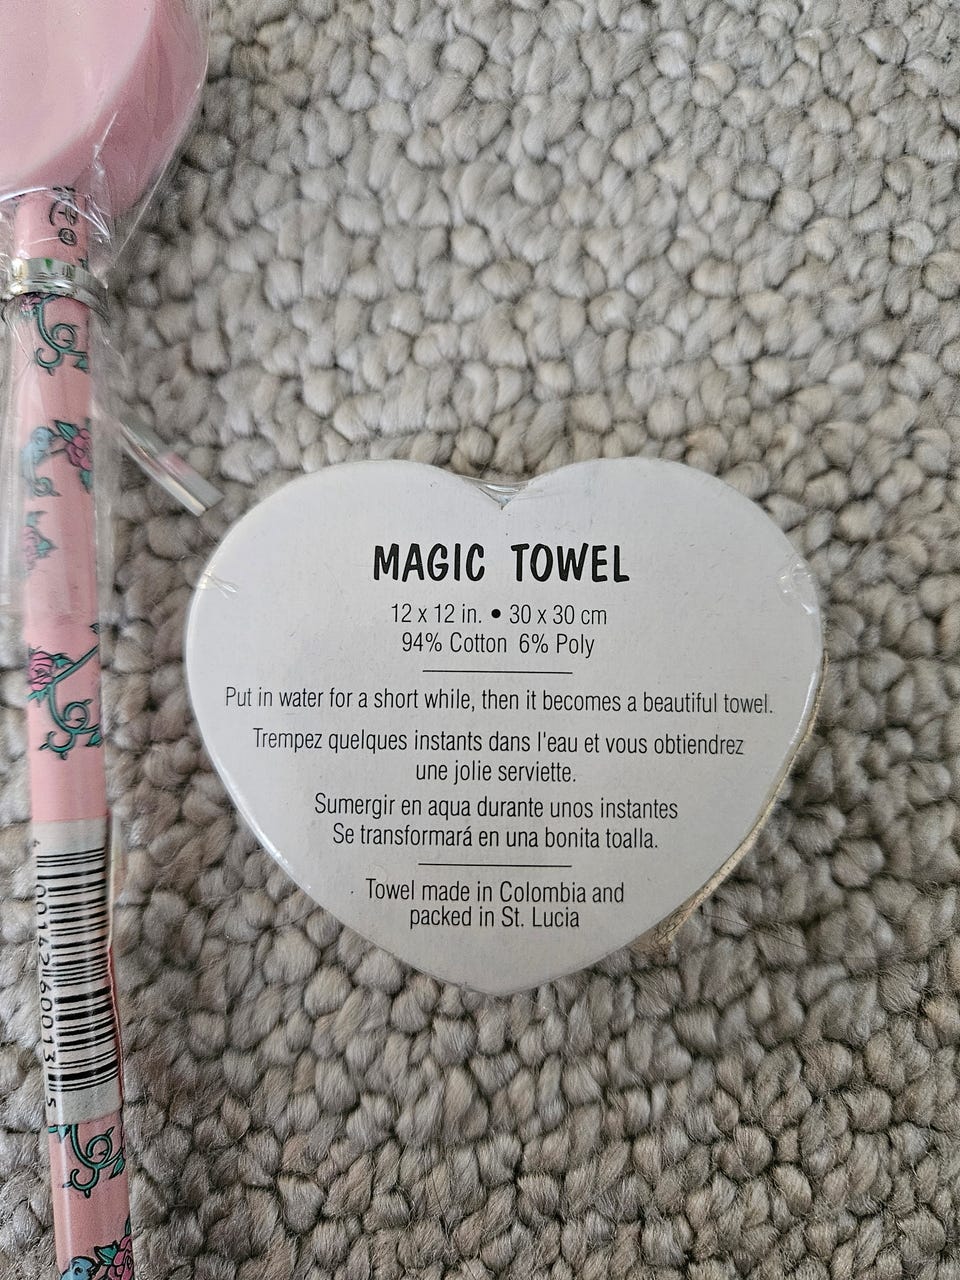 MAGIC TOWEL
12 x 12 in. • 30 x 30 cm
94% Cotton 6% Poly
Put in water for a short while, then it becomes a beautiful towel.
Trempez quelques instants dans l'eau et vous obtiendrez
une jolie serviette.
Sumergir en aqua durante unos instantes
Se transformará en una bonita toalla.
Towel made in Colombia and
packed in St. Lucia